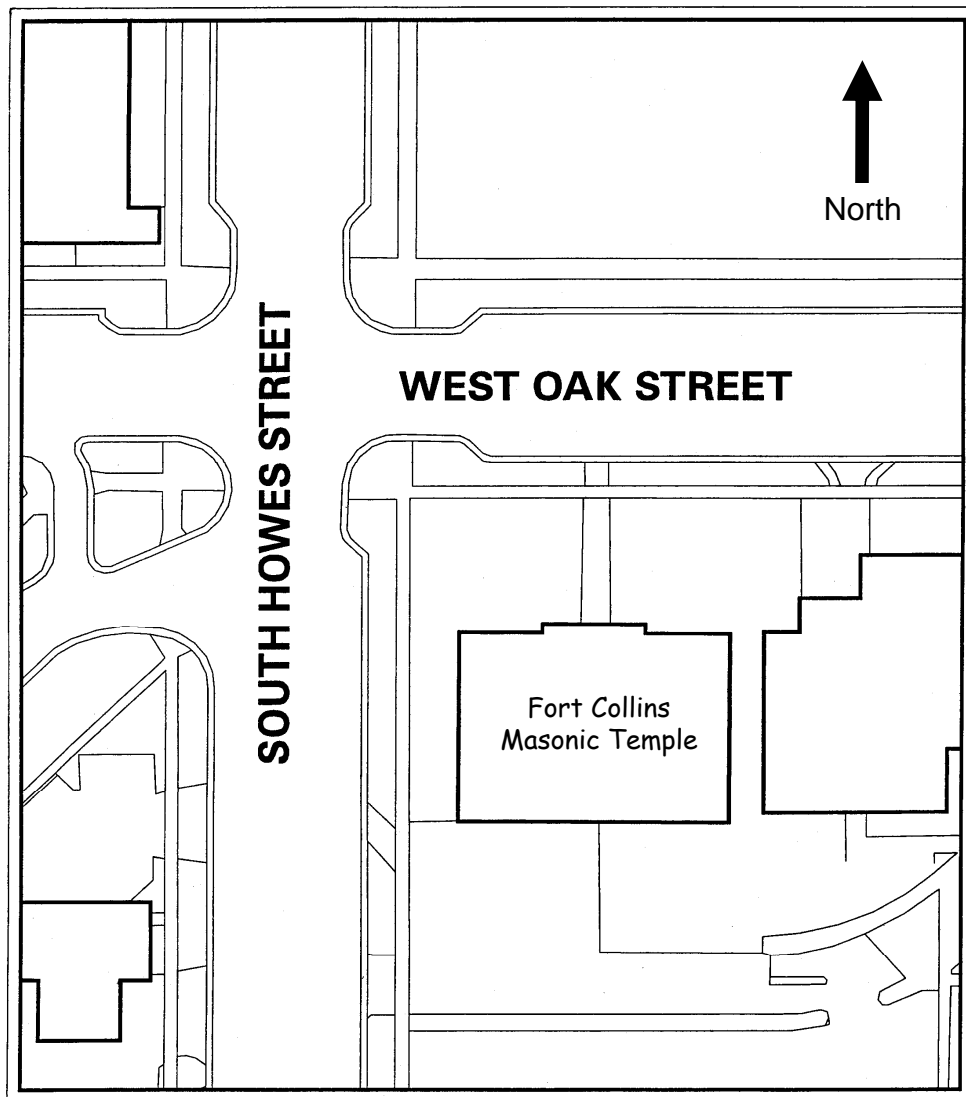 North
WEST OAK STREET
SOUTH HOWES STREET
Fort Collins
Masonic Temple